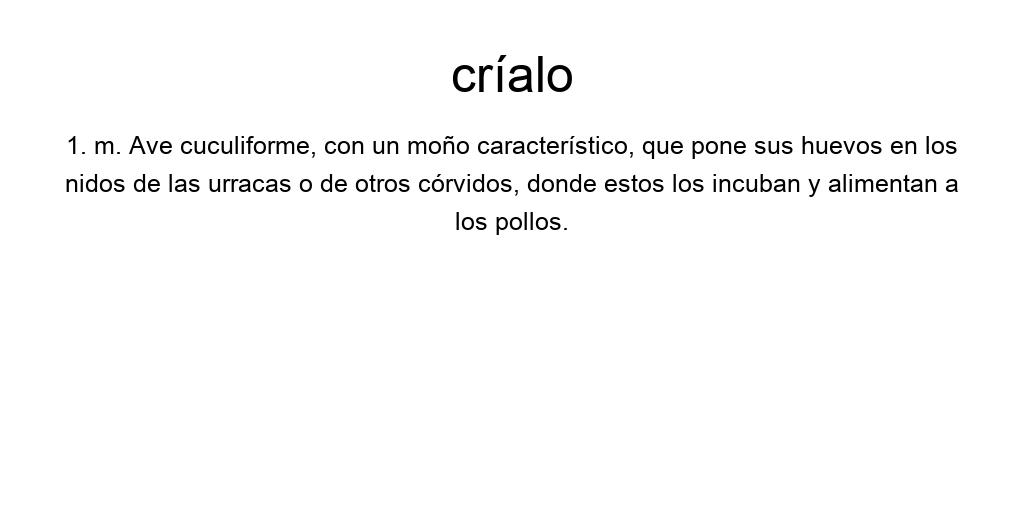 críalo
1. m. Ave cuculiforme, con un moño característico, que pone sus huevos en los
nidos de las urracas o de otros córvidos, donde estos los incuban y alimentan a
los pollos.